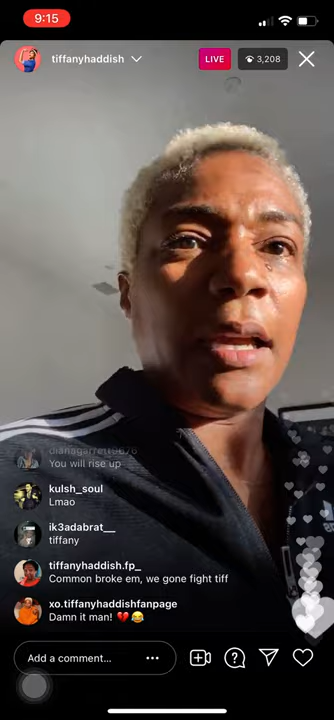 9:15
tiffanyhaddish
LIVE
3,208
You will rise up
kulsh_soul
Lmao
ik3adabrat__
tiffany
tiffanyhaddish.fp_
Common broke em, we gone fight tiff
xo.tiffanyhaddishfanpage
Damn it man! 💔😂
Add a comment...